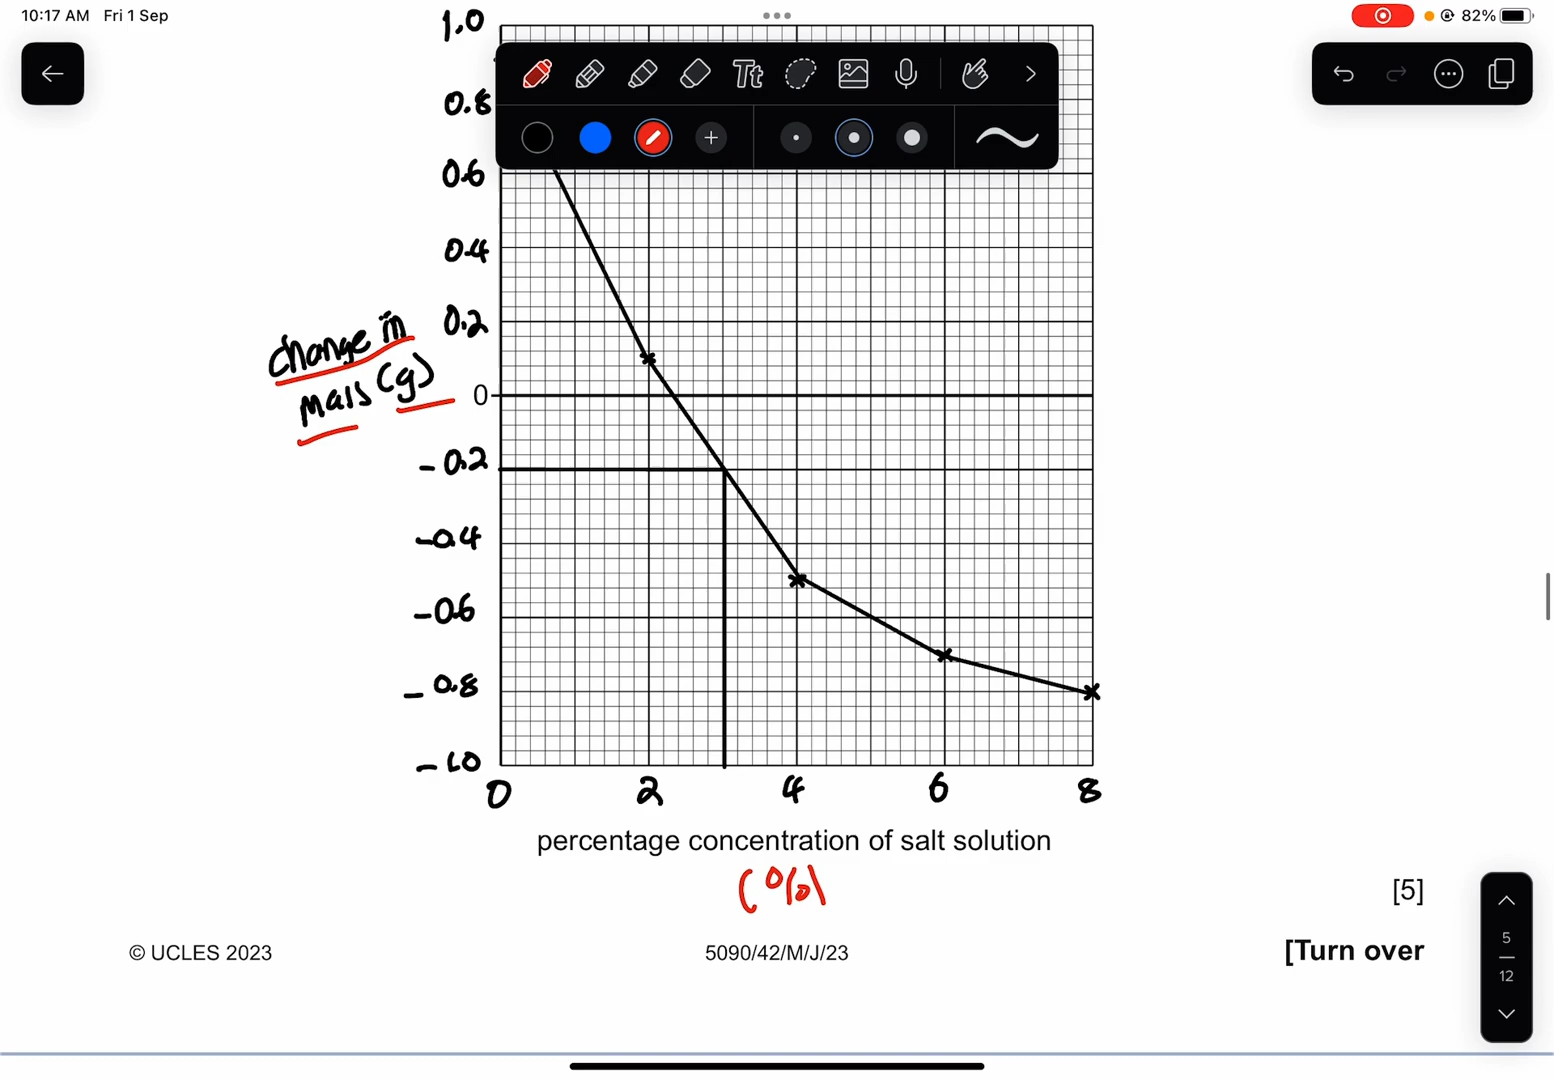 10:17 AM Fri 1 Sep
82%
Tt
1.0
0.8
0.6
0.4
0.2
change in
mass (g)
0
-0.2
-0.4
-0.6
-0.8
-1.0
0 2 4 6 8
percentage concentration of salt solution
(%)
[5]
© UCLES 2023 5090/42/M/J/23 [Turn over
5
12